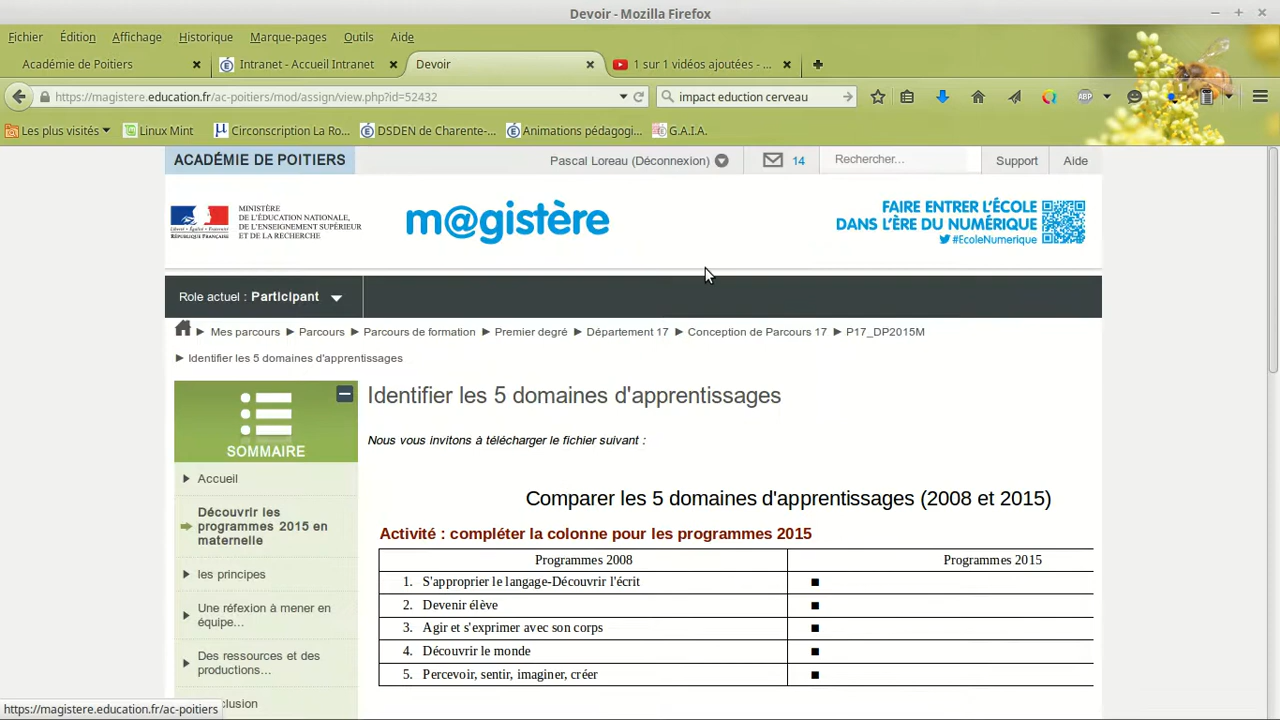 Devoir - Mozilla Firefox
Fichier Édition Affichage Historique Marque-pages Outils Aide
Académie de Poitiers
Intranet - Accueil Intranet
Devoir
1 sur 1 vidéos ajoutées - ...
https://magistere.education.fr/ac-poitiers/mod/assign/view.php?id=52432
impact eduction cerveau
ABP
Les plus visités
Linux Mint
Circonscription La Ro...
DSDEN de Charente-...
Animations pédagogi...
G.A.I.A.
ACADÉMIE DE POITIERS
Pascal Loreau (Déconnexion)
14
Rechercher...
Support
Aide
MINISTÈRE
DE L'ÉDUCATION NATIONALE,
DE L'ENSEIGNEMENT SUPÉRIEUR
ET DE LA RECHERCHE
Liberté • Égalité • Fraternité
RÉPUBLIQUE FRANÇAISE
m@gistère
FAIRE ENTRER L'ÉCOLE
DANS L'ÈRE DU NUMÉRIQUE
#EcoleNumerique
Role actuel : Participant
Mes parcours Parcours Parcours de formation Premier degré Département 17 Conception de Parcours 17 P17_DP2015M
Identifier les 5 domaines d'apprentissages
SOMMAIRE
Accueil
Découvrir les
programmes 2015 en
maternelle
les principes
Une réfexion à mener en
équipe...
Des ressources et des
productions...
clusion
Identifier les 5 domaines d'apprentissages
Nous vous invitons à télécharger le fichier suivant :
Comparer les 5 domaines d'apprentissages (2008 et 2015)
Activité : compléter la colonne pour les programmes 2015
Programmes 2008 Programmes 2015
1. S'approprier le langage-Découvrir l'écrit
2. Devenir élève
3. Agir et s'exprimer avec son corps
4. Découvrir le monde
5. Percevoir, sentir, imaginer, créer
https://magistere.education.fr/ac-poitiers